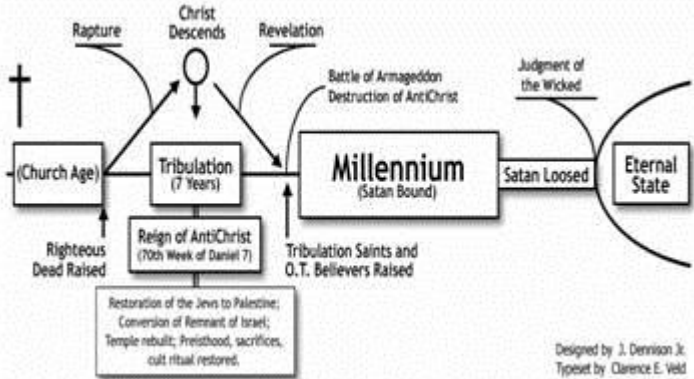 Rapture
Christ
Descends
Revelation
Battle of Armageddon
Destruction of AntiChrist
Judgment of
the Wicked
(Church Age)
Tribulation
(7 Years)
Millennium
(Satan Bound)
Satan Loosed
Eternal
State
Righteous
Dead Raised
Reign of AntiChrist
(70th Week of Daniel 7)
Tribulation Saints and
O.T. Believers Raised
Restoration of the Jews to Palestine;
Conversion of Remnant of Israel;
Temple rebuilt; Preisthood, sacrifices,
cult ritual restored.
Designed by J. Dennison Jr.
Typeset by Clarence E. Veld